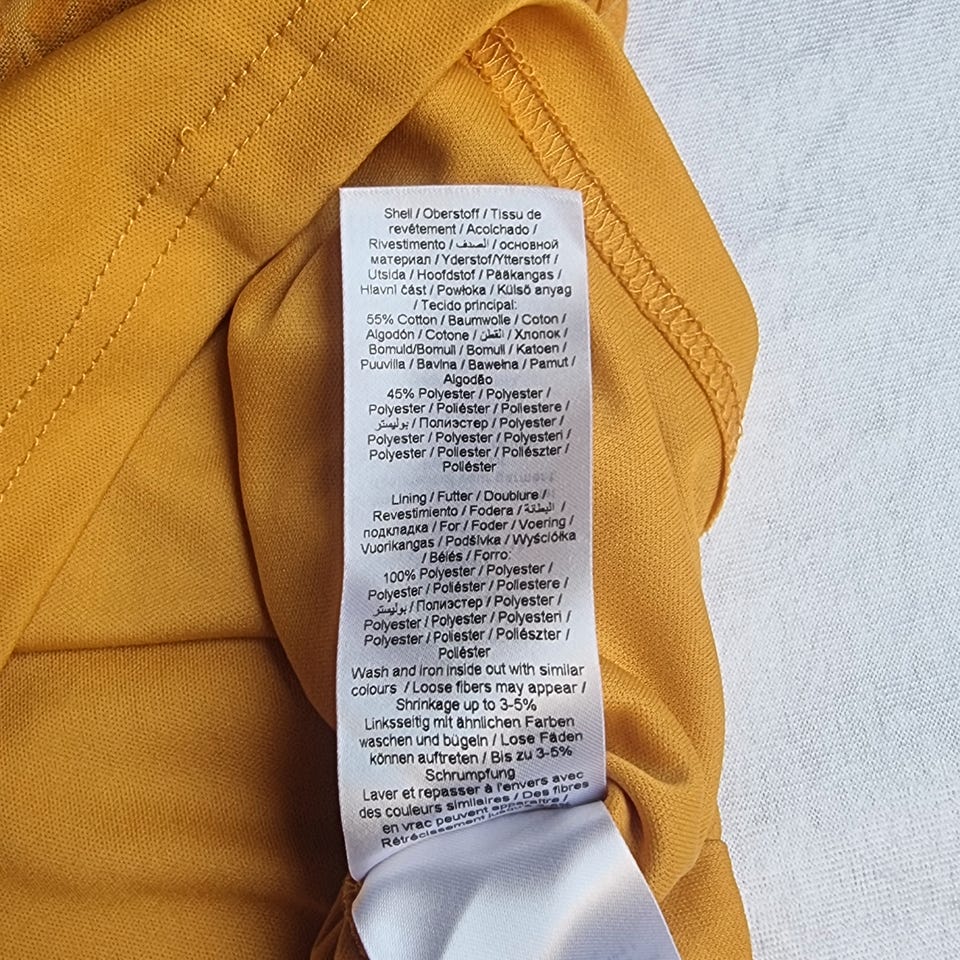 Shell / Oberstoff / Tissu de
revêtement / Acolchado /
Rivestimento / الصدف / основной
материал / Yderstof/Ytterstoff /
Utsida / Hoofdstof / Pääkangas /
Hlavní část / Powłoka / Külső anyag
/ Tecido principal:
55% Cotton / Baumwolle / Coton /
Algodón / Cotone / القطن / Хлопок /
Bomuld/Bomull / Bomull / Katoen /
Puuvilla / Bavlna / Bawełna / Pamut /
Algodão
45% Polyester / Polyester /
Polyester / Poliéster / Poliestere /
بوليستر / Полиэстер / Polyester /
Polyester / Polyester / Polyesteri /
Polyester / Poliester / Poliészter /
Poliéster
Lining / Futter / Doublure /
Revestimiento / Fodera / البطانة /
подкладка / For / Foder / Voering /
Vuorikangas / Podšívka / Wyściółka
/ Bélés / Forro:
100% Polyester / Polyester /
Polyester / Poliéster / Poliestere /
بوليستر / Полиэстер / Polyester /
Polyester / Polyester / Polyesteri /
Polyester / Poliester / Poliészter /
Poliéster
Wash and iron inside out with similar
colours / Loose fibers may appear /
Shrinkage up to 3-5%
Linksseitig mit ähnlichen Farben
waschen und bügeln / Lose Fäden
können auftreten / Bis zu 3-5%
Schrumpfung
Laver et repasser à l'envers avec
des couleurs similaires / Des fibres
en vrac peuvent apparaître /
Rétrécissement